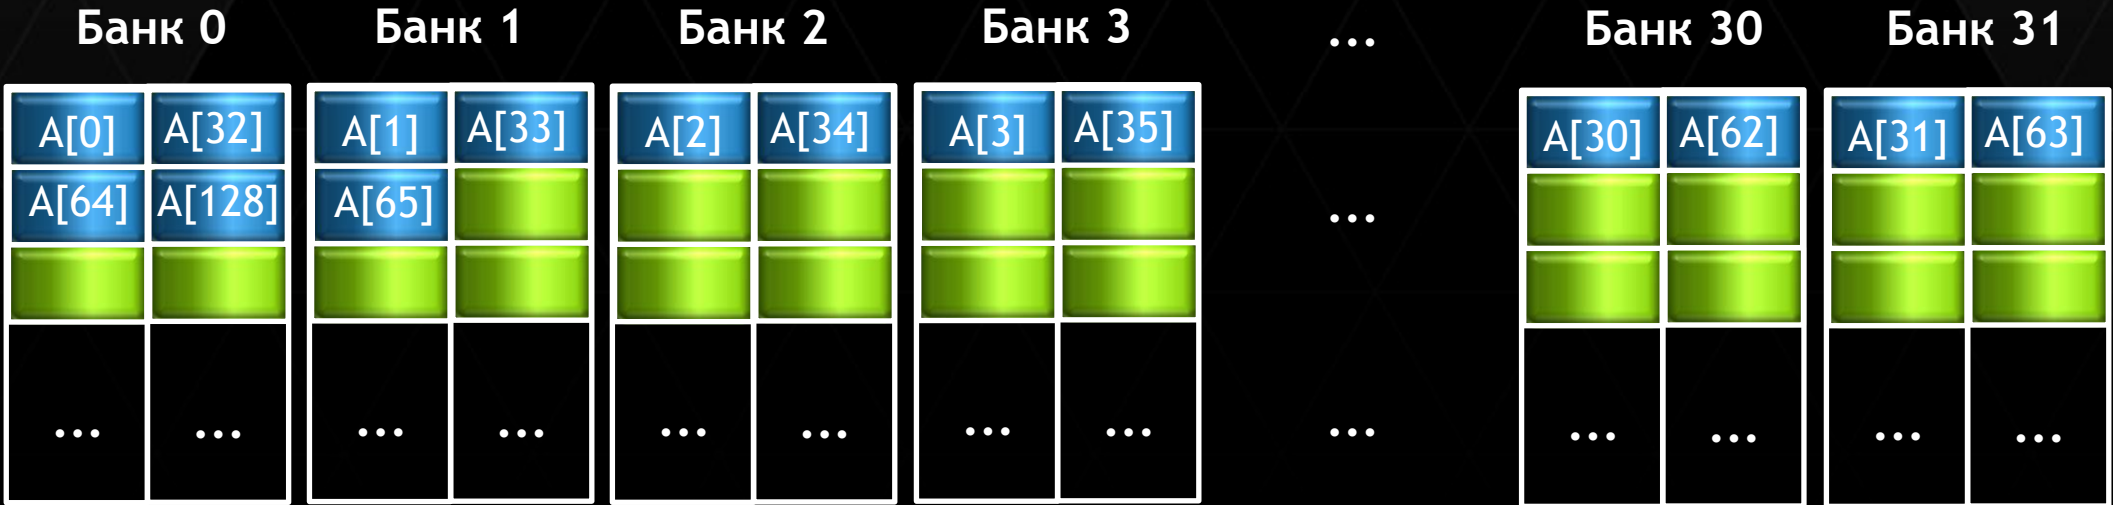 Банк 0 Банк 1 Банк 2 Банк 3 ... Банк 30 Банк 31
A[0] A[32] A[1] A[33] A[2] A[34] A[3] A[35] A[30] A[62] A[31] A[63]
A[64] A[128] A[65] ...
... ... ... ... ... ... ... ... ... ... ... ... ...